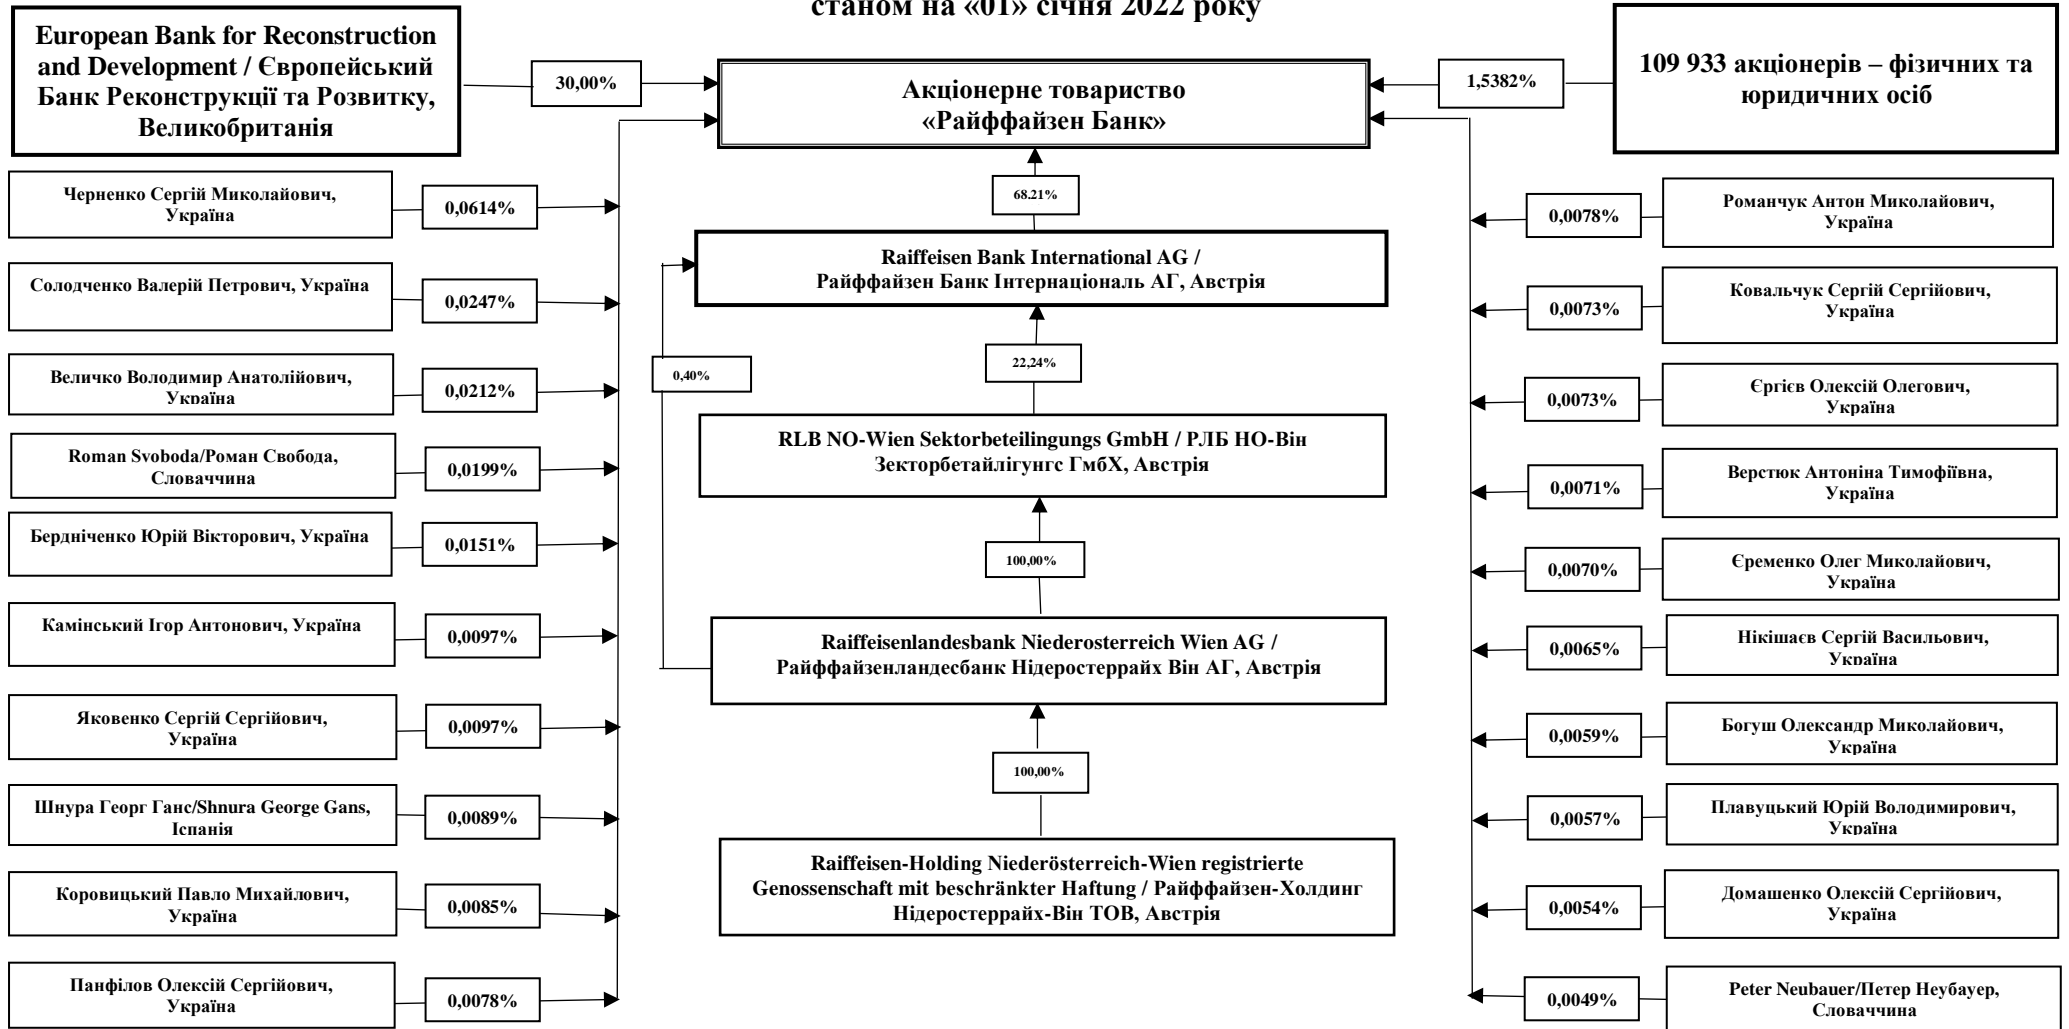 станом на «01» січня 2022 року
European Bank for Reconstruction
and Development / Європейський
Банк Реконструкції та Розвитку,
Великобританія
30,00%
Акціонерне товариство
«Райффайзен Банк»
1,5382%
109 933 акціонерів – фізичних та
юридичних осіб
Черненко Сергій Миколайович,
Україна
0,0614%
Солодченко Валерій Петрович, Україна
0,0247%
Величко Володимир Анатолійович,
Україна
0,0212%
Roman Svoboda/Роман Свобода,
Словаччина
0,0199%
Бердніченко Юрій Вікторович, Україна
0,0151%
Камінський Ігор Антонович, Україна
0,0097%
Яковенко Сергій Сергійович,
Україна
0,0097%
Шнура Георг Ганс/Shnura George Gans,
Іспанія
0,0089%
Коровицький Павло Михайлович,
Україна
0,0085%
Панфілов Олексій Сергійович,
Україна
0,0078%
68.21%
Raiffeisen Bank International AG /
Райффайзен Банк Інтернаціональ АГ, Австрія
22,24%
0,40%
RLB NO-Wien Sektorbeteilingungs GmbH / РЛБ НО-Він
Зекторбетайлігунгс ГмбХ, Австрія
100,00%
Raiffeisenlandesbank Niederosterreich Wien AG /
Райффайзенландесбанк Нідеростеррайх Він АГ, Австрія
100,00%
Raiffeisen-Holding Niederösterreich-Wien registrierte
Genossenschaft mit beschränkter Haftung / Райффайзен-Холдинг
Нідеростеррайх-Він ТОВ, Австрія
0,0078%
Романчук Антон Миколайович,
Україна
0,0073%
Ковальчук Сергій Сергійович,
Україна
0,0073%
Єргієв Олексій Олегович,
Україна
0,0071%
Верстюк Антоніна Тимофіївна,
Україна
0,0070%
Єременко Олег Миколайович,
Україна
0,0065%
Нікішаєв Сергій Васильович,
Україна
0,0059%
Богуш Олександр Миколайович,
Україна
0,0057%
Плавуцький Юрій Володимирович,
Україна
0,0054%
Домашенко Олексій Сергійович,
Україна
0,0049%
Peter Neubauer/Петер Неубауер,
Словаччина